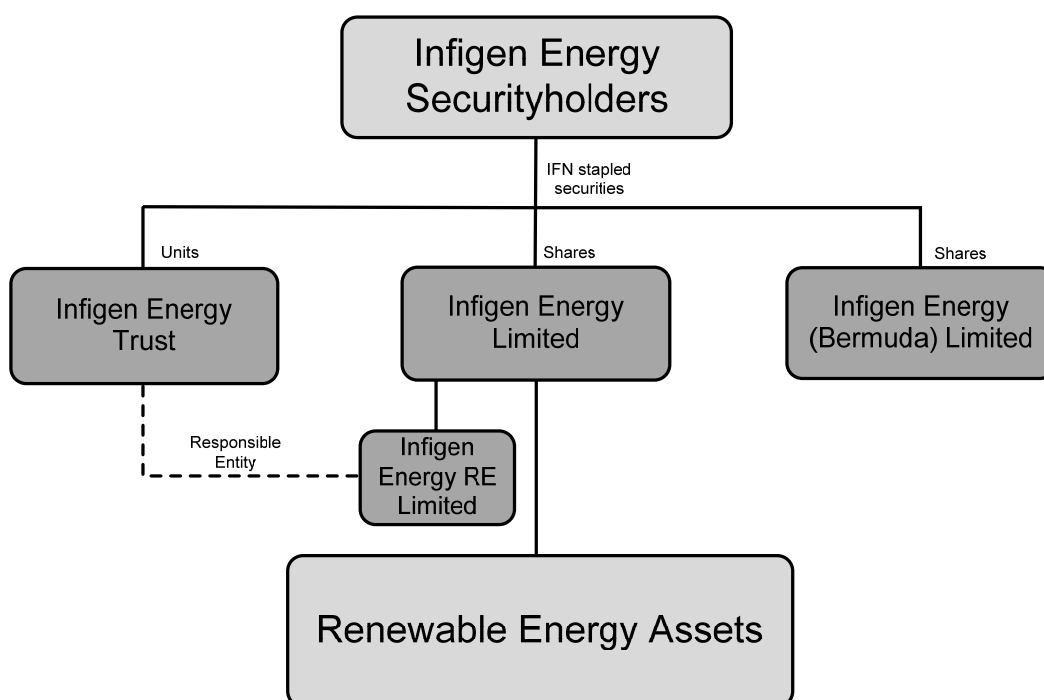 Infigen Energy
Securityholders
IFN stapled
securities
Units
Shares
Shares
Infigen Energy
Trust
Infigen Energy
Limited
Infigen Energy
(Bermuda) Limited
Responsible
Entity
Infigen
Energy RE
Limited
Renewable Energy Assets